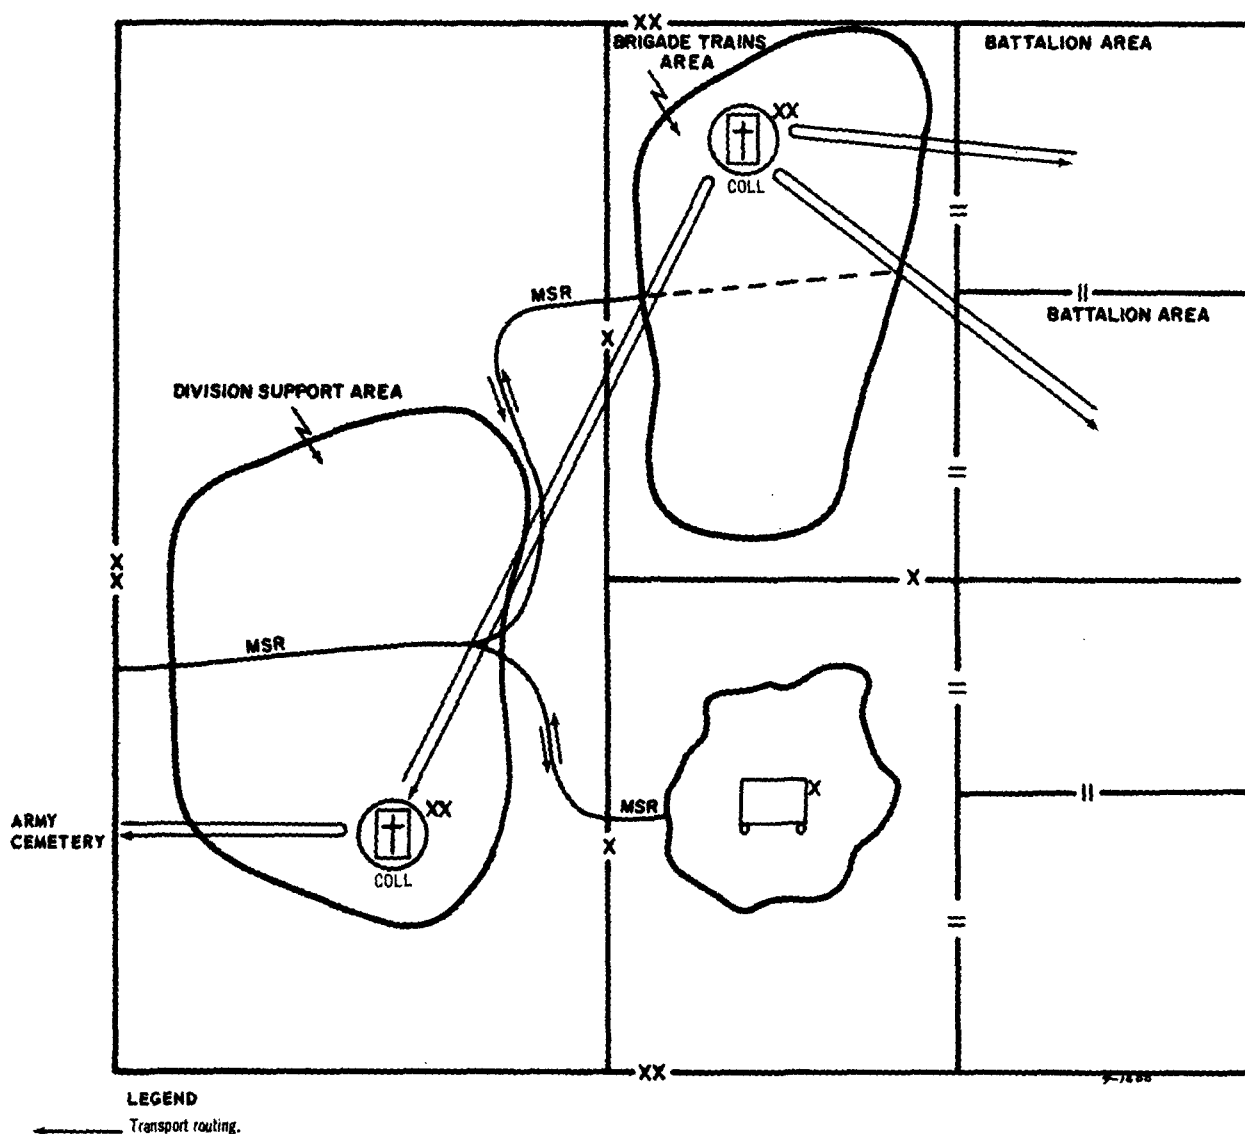 XX
BRIGADE TRAINS
AREA
BATTALION AREA
XX
COLL
MSR
BATTALION AREA
X
DIVISION SUPPORT AREA
X
X
X
MSR
X
XX
MSR
ARMY
CEMETERY
COLL
X
XX
LEGEND
Transport routing.